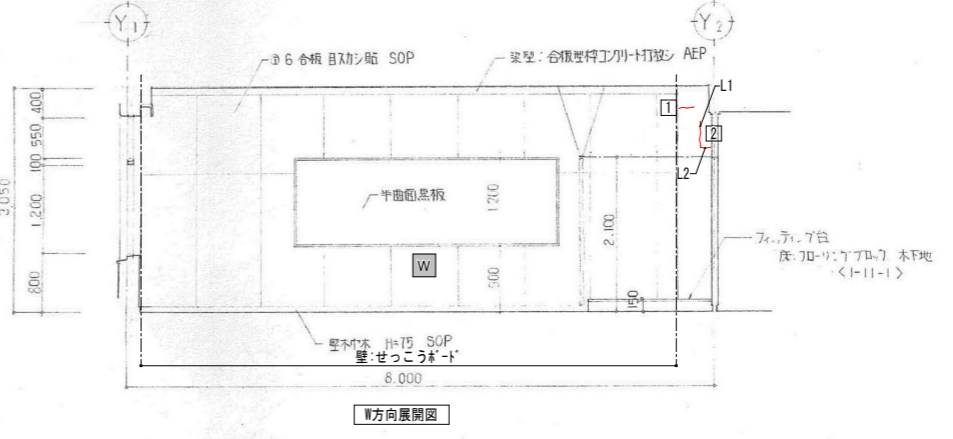 Y1
Y2
⑦6 合板 目スカシ貼 SOP
梁型：合板型枠コンクリート打放シ AEP
L1
1
2
L2
400
550
100
1,200
800
3,050
半曲面黒板
1,200
900
2,100
150
W
フィッティング台
床:フローリングブロック 木下地
<1-11-1>
堅木巾木 H=75 SOP
壁:せっこうボード
8,000
W方向展開図